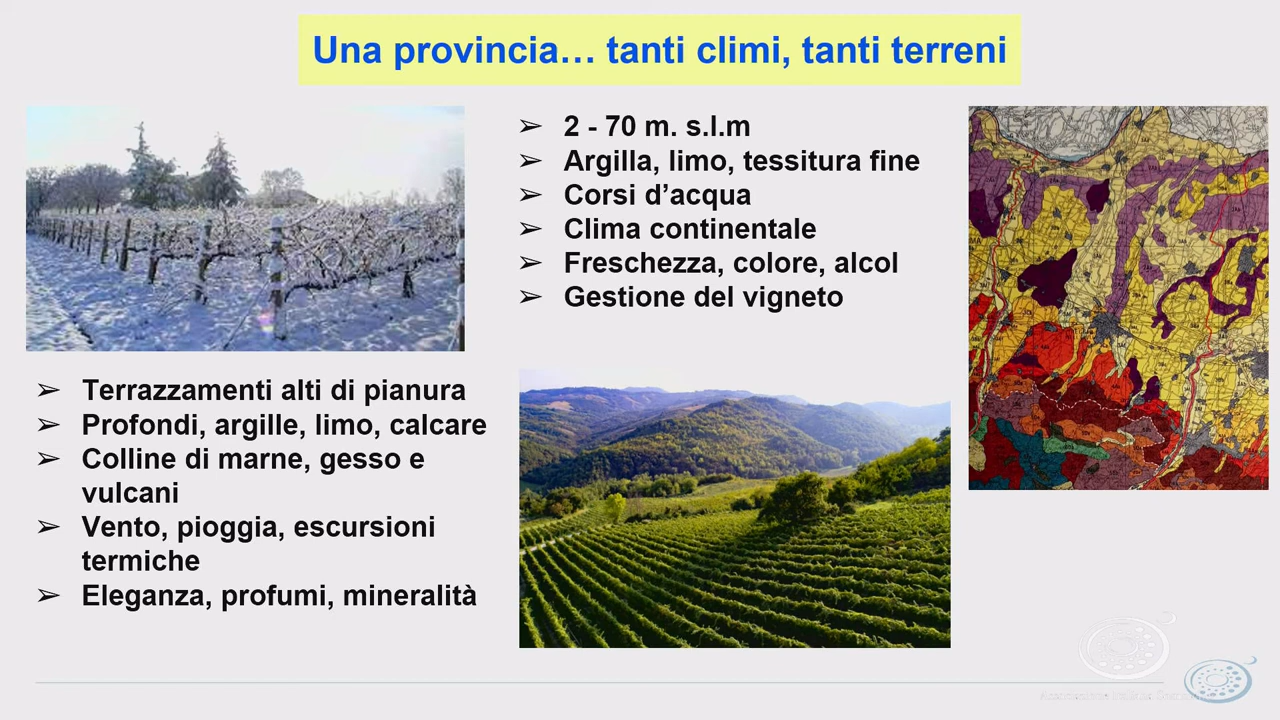 Una provincia… tanti climi, tanti terreni
➢ 2 - 70 m. s.l.m
➢ Argilla, limo, tessitura fine
➢ Corsi d’acqua
➢ Clima continentale
➢ Freschezza, colore, alcol
➢ Gestione del vigneto
➢ Terrazzamenti alti di pianura
➢ Profondi, argille, limo, calcare
➢ Colline di marne, gesso e
vulcani
➢ Vento, pioggia, escursioni
termiche
➢ Eleganza, profumi, mineralità